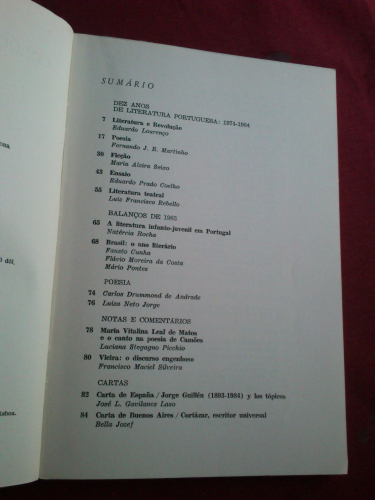 SUMÁRIO
DEZ ANOS
DE LITERATURA PORTUGUESA: 1974-1984
7 Literatura e Revolução
Eduardo Lourenço
17 Poesia
Fernando J. B. Martinho
30 Ficção
Maria Alzira Seixo
43 Ensaio
Eduardo Prado Coelho
55 Literatura teatral
Luiz Francisco Rebello
BALANÇOS DE 1983
65 A literatura infanto-juvenil em Portugal
Natércia Rocha
68 Brasil: o ano literário
Fausto Cunha
Flávio Moreira da Costa
Mário Pontes
POESIA
74 Carlos Drummond de Andrade
76 Luiza Neto Jorge
NOTAS E COMENTÁRIOS
78 Maria Vitalina Leal de Matos
e o canto na poesia de Camões
Luciana Stegagno Picchio
80 Vieira: o discurso engenhoso
Francisco Maciel Silveira
CARTAS
82 Carta de España / Jorge Guillén (1893-1984) y los tópicos
José L. Gavilanes Laso
84 Carta de Buenos Aires / Cortázar, escritor universal
Bella Jozef